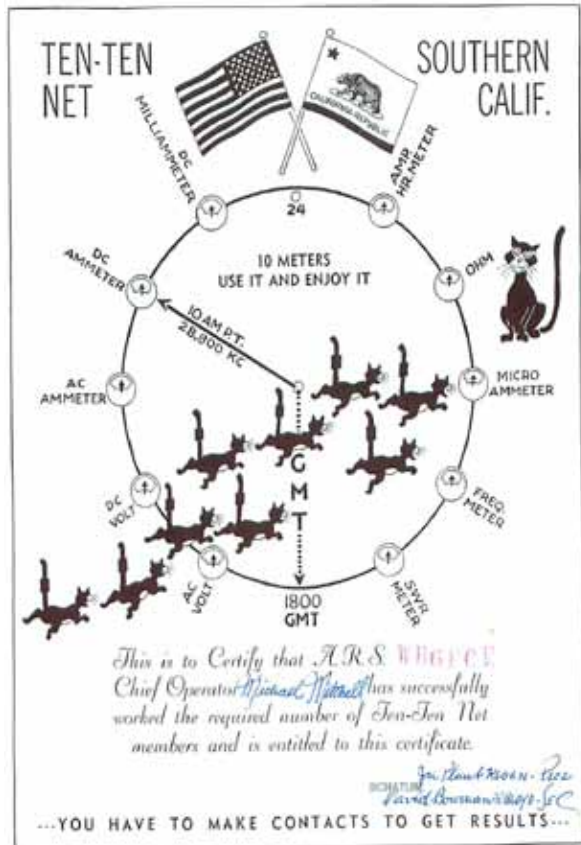 TEN-TEN
NET
SOUTHERN
CALIF.
CALIFORNIA REPUBLIC
DC
MILLIAMMETER
AMP.
HR. METER
24
DC
AMMETER
OHM
10 METERS
USE IT AND ENJOY IT
10 AM P.T.
28,800 KC
AC
AMMETER
MICRO
AMMETER
GMT
DC
VOLT
FREQ.
METER
AC
VOLT
SWR
METER
1800
GMT
This is to Certify that A.R.S.
Chief Operator Michael Mitchell has successfully
worked the required number of Ten-Ten Net
members and is entitled to this certificate.
SIGNATURE
David Bowman
...YOU HAVE TO MAKE CONTACTS TO GET RESULTS...